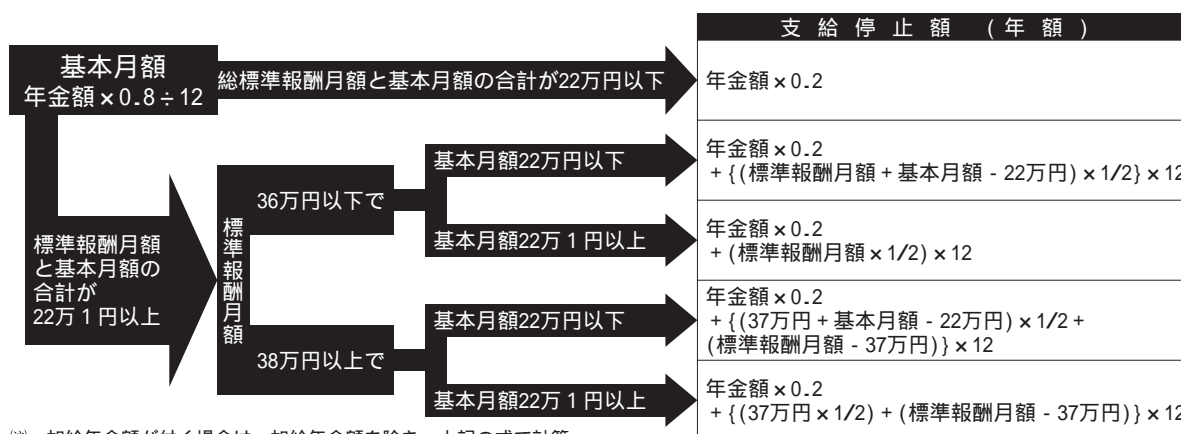 支給停止額(年額)
基本月額
年金額×0.8÷12
総標準報酬月額と基本月額の合計が22万円以下
年金額×0.2
標準報酬月額
と基本月額の
合計が
22万1円以上
標準報酬月額
36万円以下で
基本月額22万円以下
年金額×0.2
+{(標準報酬月額+基本月額-22万円)×1/2}×12
基本月額22万1円以上
年金額×0.2
+(標準報酬月額×1/2)×12
38万円以上で
基本月額22万円以下
年金額×0.2
+{(37万円+基本月額-22万円)×1/2+
(標準報酬月額-37万円)}×12
基本月額22万1円以上
年金額×0.2
+{(37万円×1/2)+(標準報酬月額-37万円)}×12